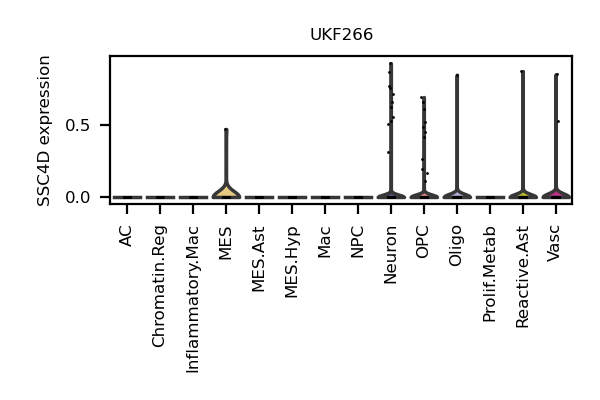 UKF266
SSC4D expression
0.5
0.0
AC
Chromatin.Reg
Inflammatory.Mac
MES
MES.Ast
MES.Hyp
Mac
NPC
Neuron
OPC
Oligo
Prolif.Metab
Reactive.Ast
Vasc